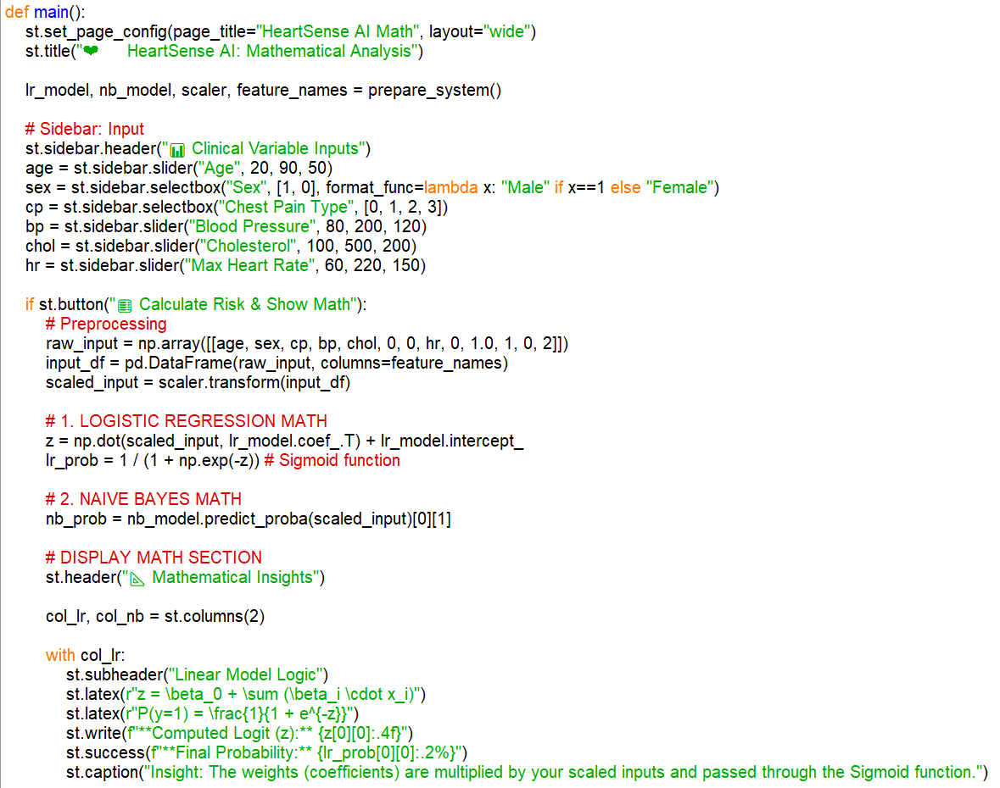 def main():
st.set_page_config(page_title="HeartSense AI Math", layout="wide")
st.title("❤ HeartSense AI: Mathematical Analysis")
lr_model, nb_model, scaler, feature_names = prepare_system()
# Sidebar: Input
st.sidebar.header("📊 Clinical Variable Inputs")
age = st.sidebar.slider("Age", 20, 90, 50)
sex = st.sidebar.selectbox("Sex", [1, 0], format_func=lambda x: "Male" if x==1 else "Female")
cp = st.sidebar.selectbox("Chest Pain Type", [0, 1, 2, 3])
bp = st.sidebar.slider("Blood Pressure", 80, 200, 120)
chol = st.sidebar.slider("Cholesterol", 100, 500, 200)
hr = st.sidebar.slider("Max Heart Rate", 60, 220, 150)
if st.button("🧮 Calculate Risk & Show Math"):
# Preprocessing
raw_input = np.array([[age, sex, cp, bp, chol, 0, 0, hr, 0, 1.0, 1, 0, 2]])
input_df = pd.DataFrame(raw_input, columns=feature_names)
scaled_input = scaler.transform(input_df)
# 1. LOGISTIC REGRESSION MATH
z = np.dot(scaled_input, lr_model.coef_.T) + lr_model.intercept_
lr_prob = 1 / (1 + np.exp(-z)) # Sigmoid function
# 2. NAIVE BAYES MATH
nb_prob = nb_model.predict_proba(scaled_input)[0][1]
# DISPLAY MATH SECTION
st.header("📐 Mathematical Insights")
col_lr, col_nb = st.columns(2)
with col_lr:
st.subheader("Linear Model Logic")
st.latex(r"z = \beta_0 + \sum (\beta_i \cdot x_i)")
st.latex(r"P(y=1) = \frac{1}{1 + e^{-z}}")
st.write(f"**Computed Logit (z):** {z[0][0]:.4f}")
st.success(f"**Final Probability:** {lr_prob[0][0]:.2%}")
st.caption("Insight: The weights (coefficients) are multiplied by your scaled inputs and passed through the Sigmoid function.")